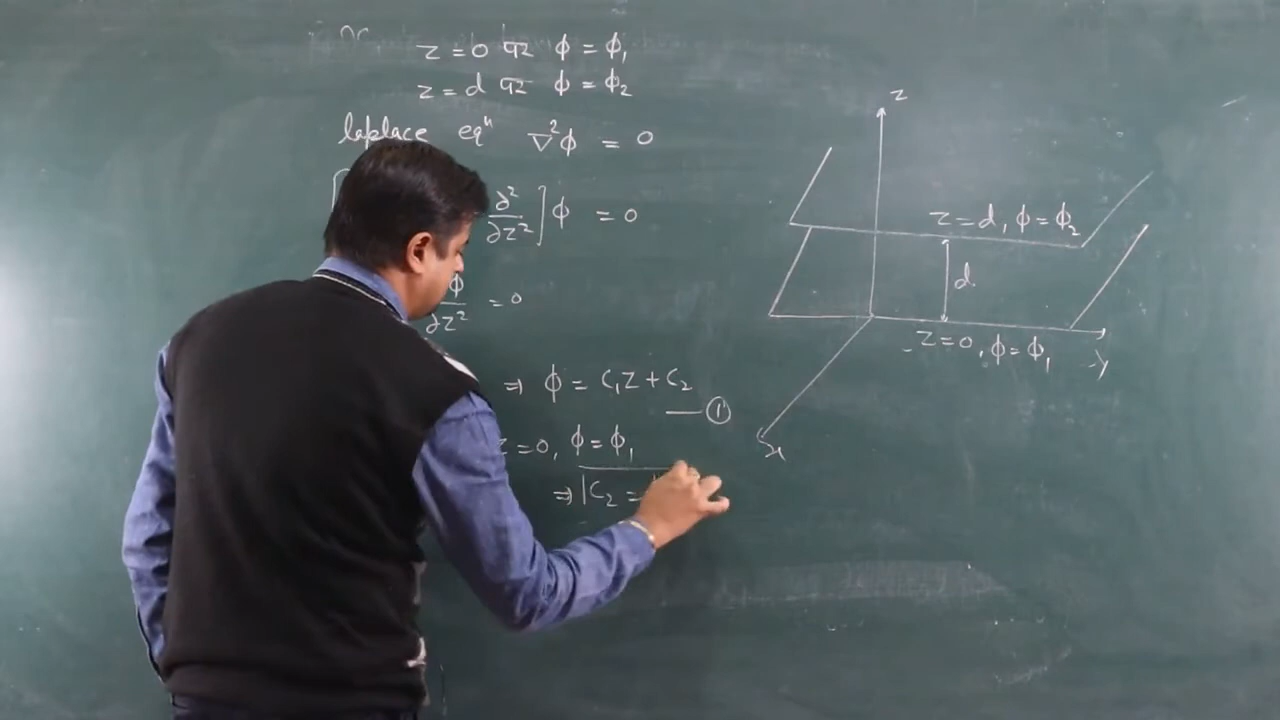 z = 0 पर ϕ = ϕ₁
z = d पर ϕ = ϕ₂
laplace eqⁿ ∇²ϕ = 0
∂²/∂z² ]ϕ = 0
ϕ/∂z² = 0
⇒ ϕ = C₁z + C₂
— ①
z = 0, ϕ = ϕ₁
⇒ C₂ =
z
z = d, ϕ = ϕ₂
d
z = 0, ϕ = ϕ₁
y
x